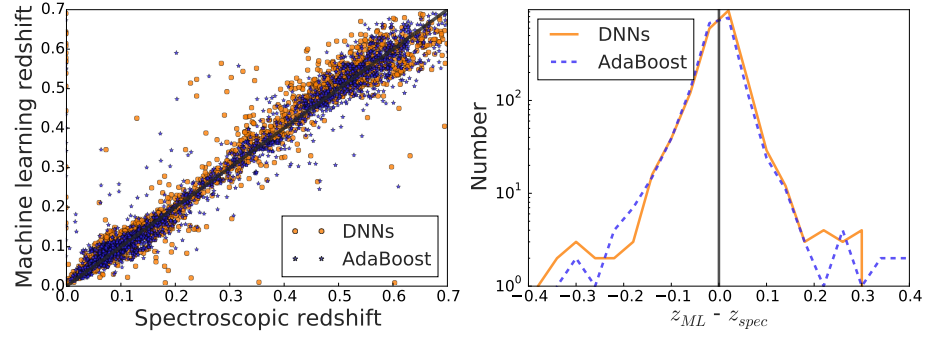 0.7
0.6
0.5
0.4
0.3
0.2
0.1
0.0
Machine learning redshift
0.0 0.1 0.2 0.3 0.4 0.5 0.6 0.7
Spectroscopic redshift
DNNs
AdaBoost
10²
10¹
10⁰
Number
−0.4 −0.3 −0.2 −0.1 0.0 0.1 0.2 0.3 0.4
z_ML - z_spec
DNNs
AdaBoost